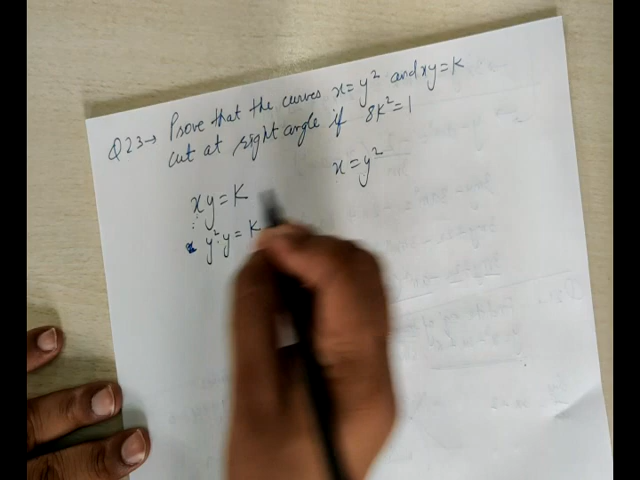 Q23→ Prove that the curves x=y² and xy=K
cut at right angle if 8K²=1
x=y²
xy=K
y²·y=K